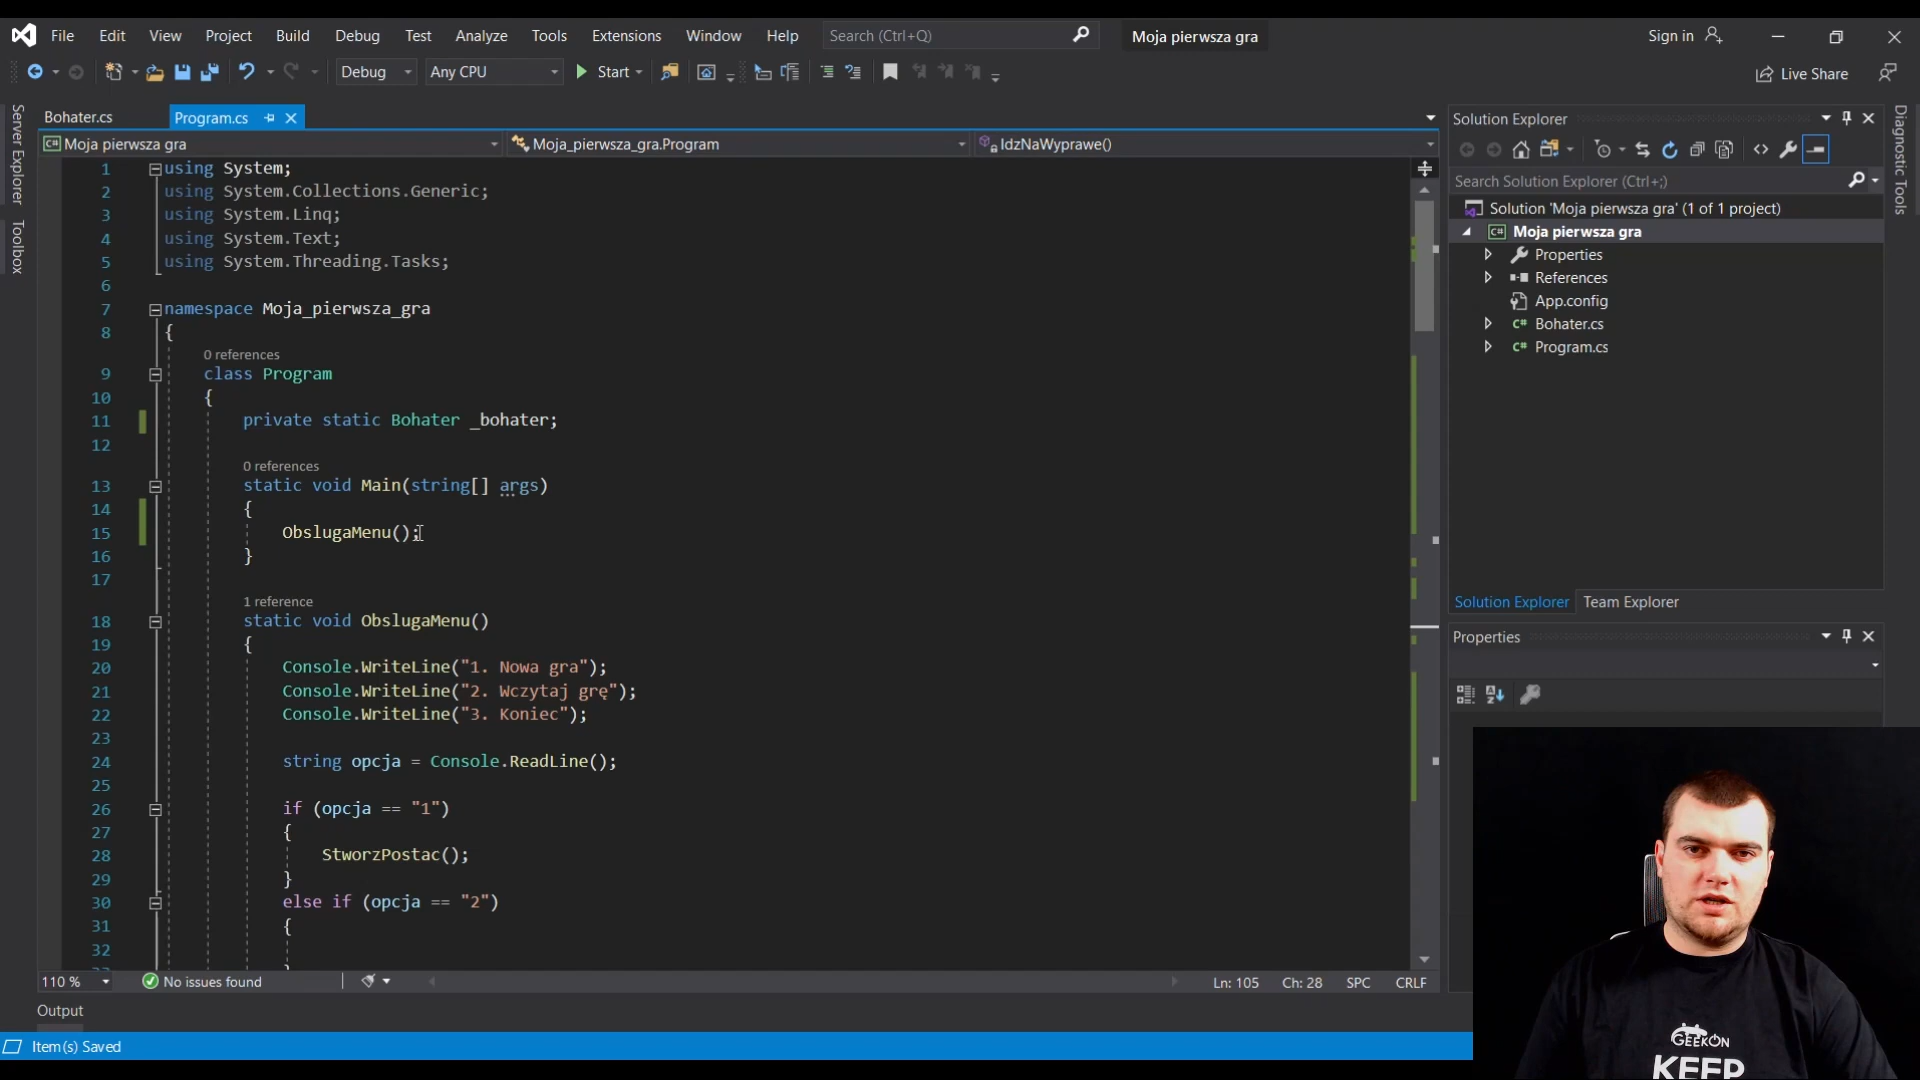 File Edit View Project Build Debug Test Analyze Tools Extensions Window Help Search (Ctrl+Q) Moja pierwsza gra Sign in
Debug Any CPU Start Live Share
Server Explorer
Toolbox
Bohater.cs Program.cs
Moja pierwsza gra Moja_pierwsza_gra.Program IdzNaWyprawe()
1 using System;
2 using System.Collections.Generic;
3 using System.Linq;
4 using System.Text;
5 using System.Threading.Tasks;
6
7 namespace Moja_pierwsza_gra
8 {
0 references
9 class Program
10 {
11 private static Bohater _bohater;
12
0 references
13 static void Main(string[] args)
14 {
15 ObslugaMenu();
16 }
17
1 reference
18 static void ObslugaMenu()
19 {
20 Console.WriteLine("1. Nowa gra");
21 Console.WriteLine("2. Wczytaj grę");
22 Console.WriteLine("3. Koniec");
23
24 string opcja = Console.ReadLine();
25
26 if (opcja == "1")
27 {
28 StworzPostac();
29 }
30 else if (opcja == "2")
31 {
32
110 % No issues found Ln: 105 Ch: 28 SPC CRLF
Output
Item(s) Saved
Solution Explorer
Search Solution Explorer (Ctrl+;)
Solution 'Moja pierwsza gra' (1 of 1 project)
C# Moja pierwsza gra
Properties
References
App.config
C# Bohater.cs
C# Program.cs
Solution Explorer Team Explorer
Properties
Diagnostic Tools
GEEKON
KEEP